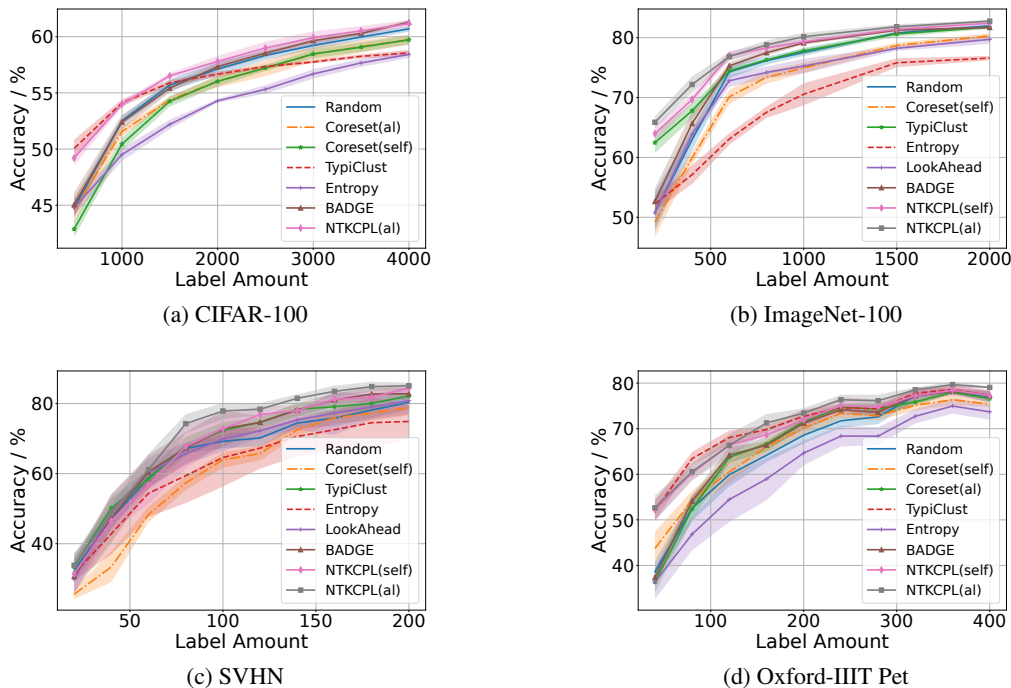 Accuracy / %
60
55
50
45
1000
2000
3000
4000
Label Amount
Random
Coreset(al)
Coreset(self)
TypiClust
Entropy
BADGE
NTKCPL(al)
(a) CIFAR-100
Accuracy / %
90
80
70
60
50
500
1000
1500
2000
Label Amount
Random
Coreset(self)
TypiClust
Entropy
LookAhead
BADGE
NTKCPL(self)
NTKCPL(al)
(b) ImageNet-100
Accuracy / %
80
60
40
50
100
150
200
Label Amount
Random
Coreset(self)
TypiClust
Entropy
LookAhead
BADGE
NTKCPL(self)
NTKCPL(al)
(c) SVHN
Accuracy / %
80
70
60
50
40
100
200
300
400
Label Amount
Random
Coreset(self)
Coreset(al)
TypiClust
Entropy
BADGE
NTKCPL(self)
NTKCPL(al)
(d) Oxford-IIIT Pet